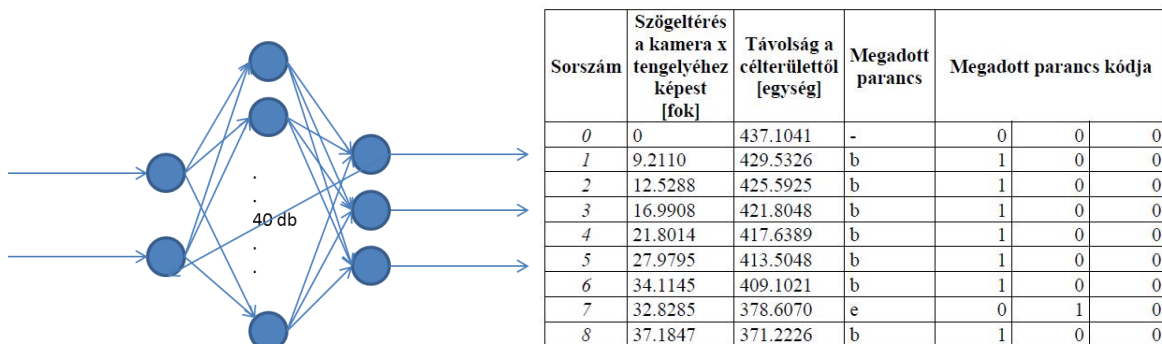 .
.
40 db
.
.
Sorszám Szögeltérés a kamera x tengelyéhez képest [fok] Távolság a célterülettől [egység] Megadott parancs Megadott parancs kódja
0 0 437.1041 - 0 0 0
1 9.2110 429.5326 b 1 0 0
2 12.5288 425.5925 b 1 0 0
3 16.9908 421.8048 b 1 0 0
4 21.8014 417.6389 b 1 0 0
5 27.9795 413.5048 b 1 0 0
6 34.1145 409.1021 b 1 0 0
7 32.8285 378.6070 e 0 1 0
8 37.1847 371.2226 b 1 0 0